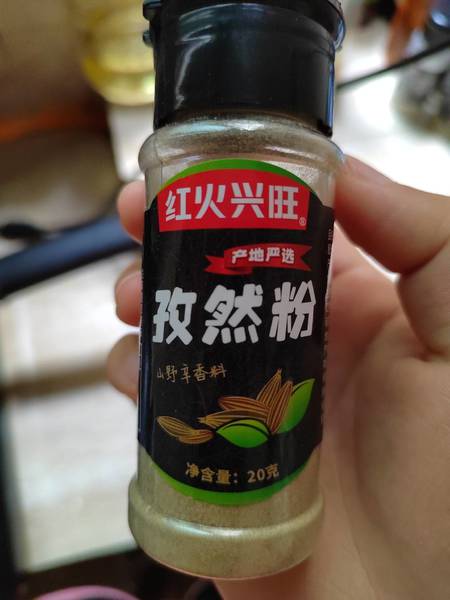 红火兴旺®
产地严选
孜然粉
山野辛香料
净含量：20克